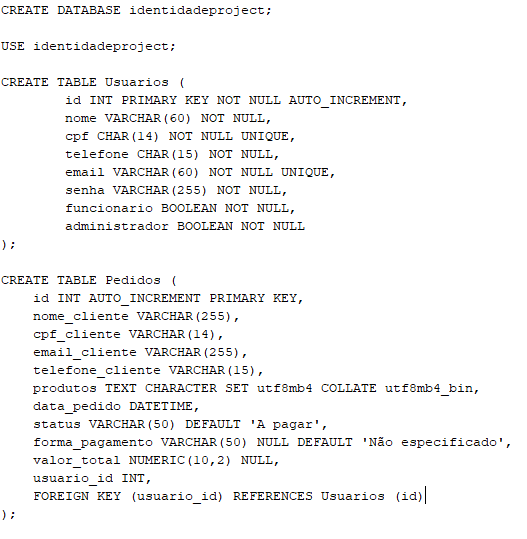 CREATE DATABASE identidadeproject;
USE identidadeproject;
CREATE TABLE Usuarios (
id INT PRIMARY KEY NOT NULL AUTO_INCREMENT,
nome VARCHAR(60) NOT NULL,
cpf CHAR(14) NOT NULL UNIQUE,
telefone CHAR(15) NOT NULL,
email VARCHAR(60) NOT NULL UNIQUE,
senha VARCHAR(255) NOT NULL,
funcionario BOOLEAN NOT NULL,
administrador BOOLEAN NOT NULL
);
CREATE TABLE Pedidos (
id INT AUTO_INCREMENT PRIMARY KEY,
nome_cliente VARCHAR(255),
cpf_cliente VARCHAR(14),
email_cliente VARCHAR(255),
telefone_cliente VARCHAR(15),
produtos TEXT CHARACTER SET utf8mb4 COLLATE utf8mb4_bin,
data_pedido DATETIME,
status VARCHAR(50) DEFAULT 'A pagar',
forma_pagamento VARCHAR(50) NULL DEFAULT 'Não especificado',
valor_total NUMERIC(10,2) NULL,
usuario_id INT,
FOREIGN KEY (usuario_id) REFERENCES Usuarios (id)
);